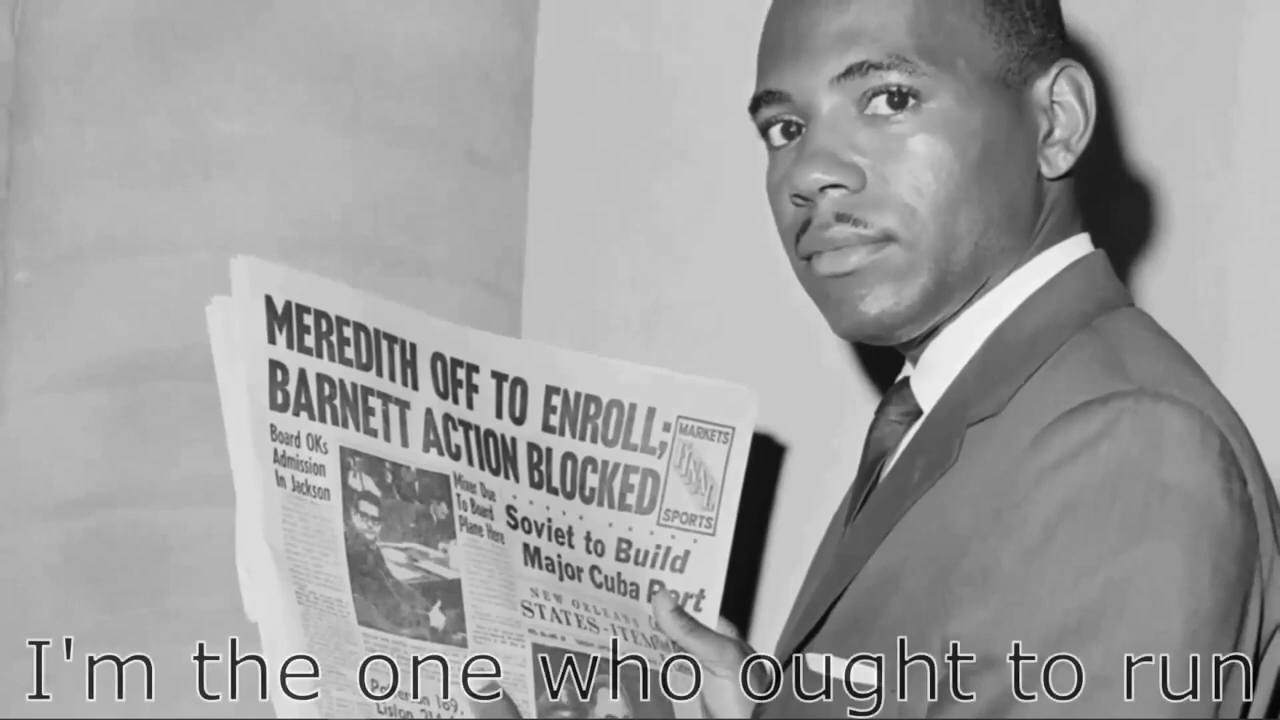 MEREDITH OFF TO ENROLL;
BARNETT ACTION BLOCKED
MARKETS
FINAL
SPORTS
Board OKs
Admission
In Jackson
Mixer Due
To Board
Plane Here
Soviet to Build
Major Cuba Port
NEW ORLEANS
STATES-ITEM
I'm the one who ought to run